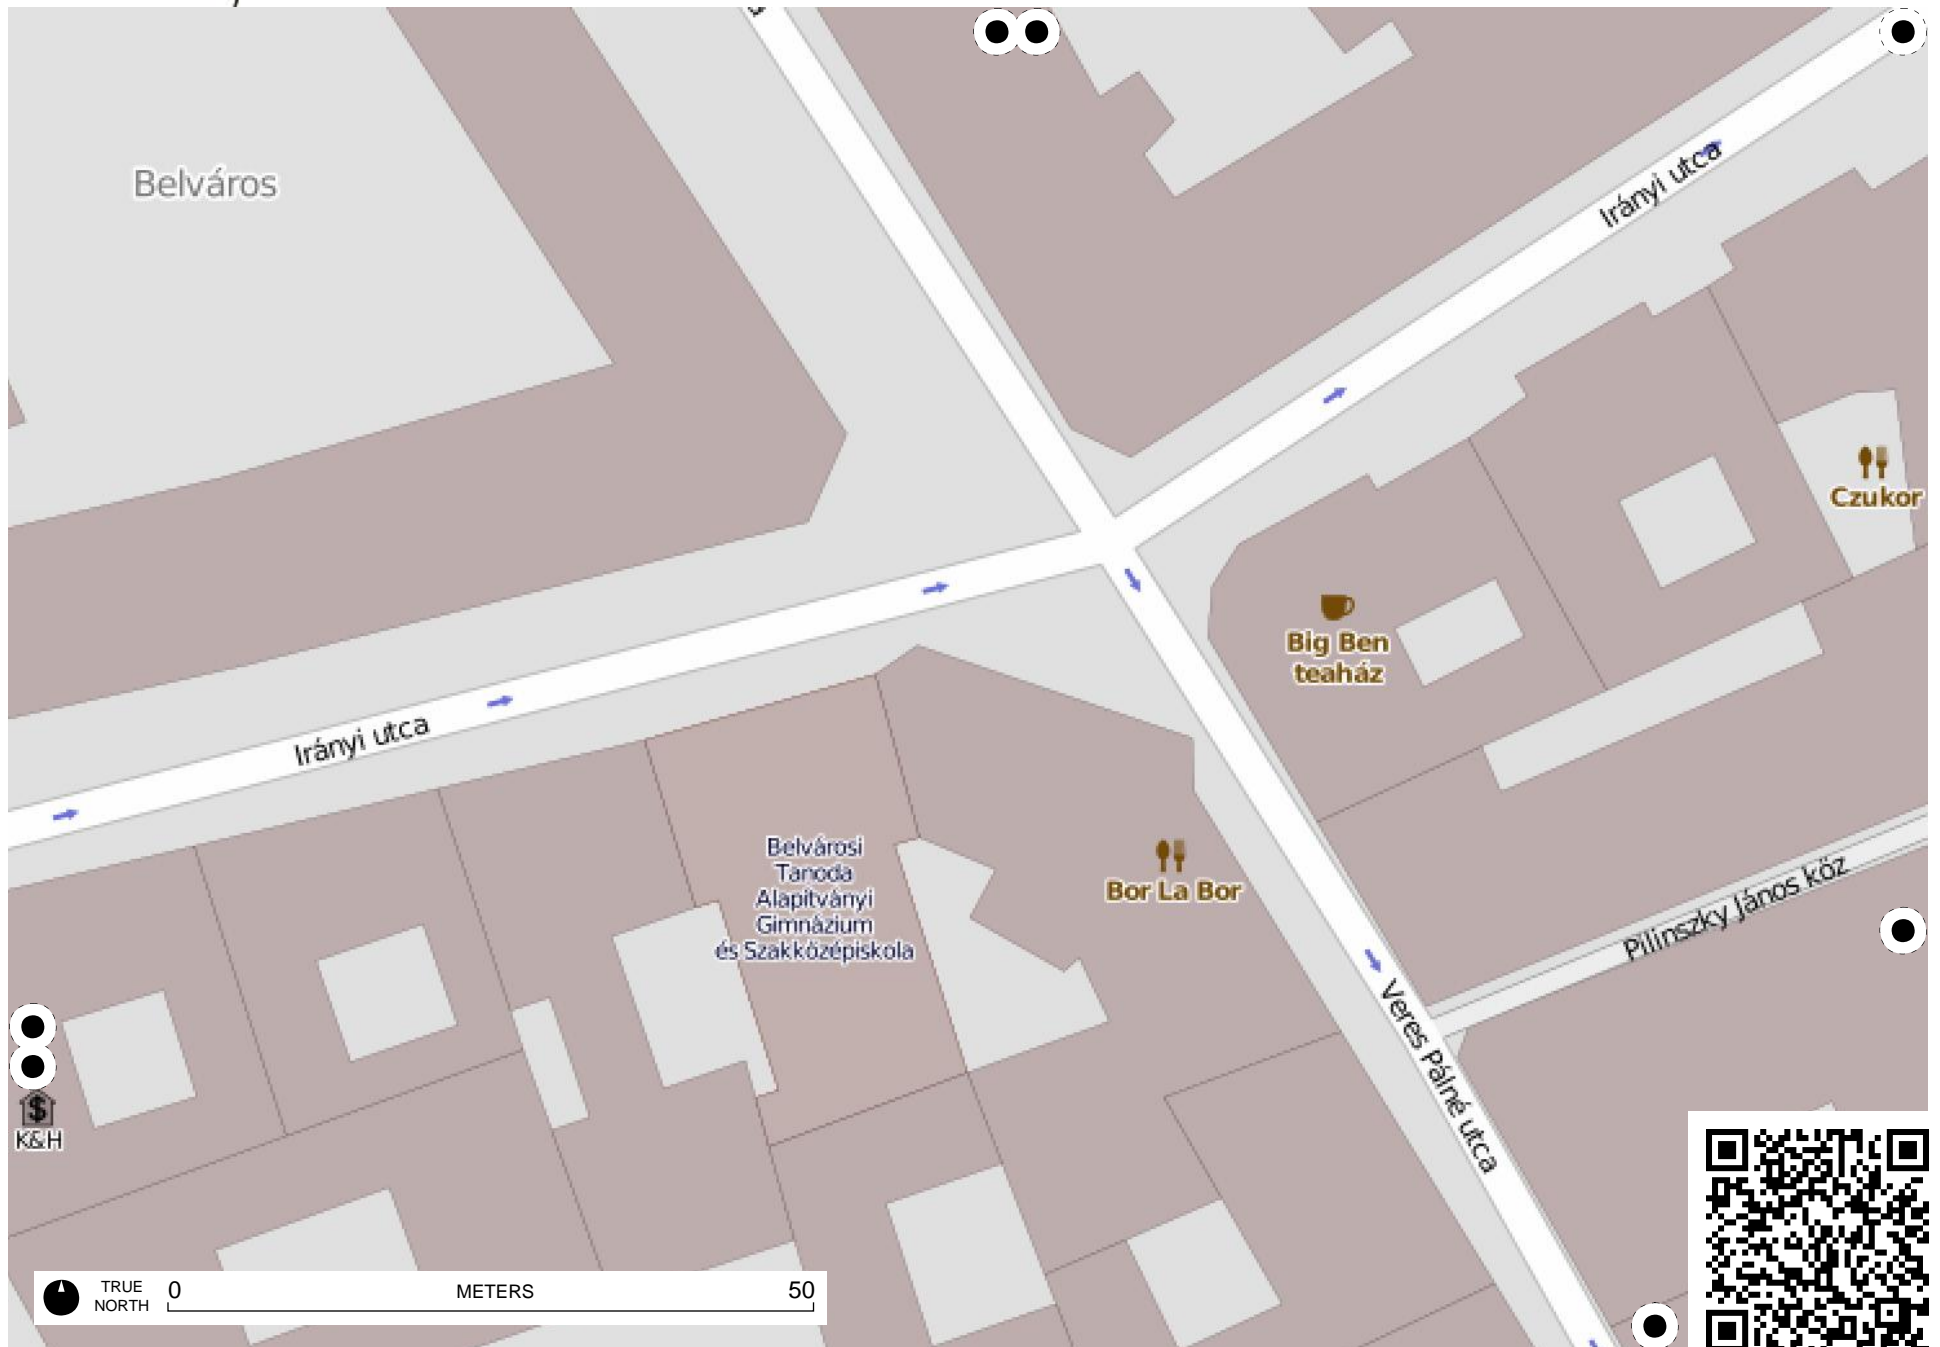 Belváros
Irányi utca
Czukor
Big Ben
teaház
Irányi utca
Belvárosi
Tanoda
Alapítványi
Gimnázium
és Szakközépiskola
Bor La Bor
Pilinszky János köz
Veres Pálné utca
$
K&H
TRUE
NORTH
0
METERS
50